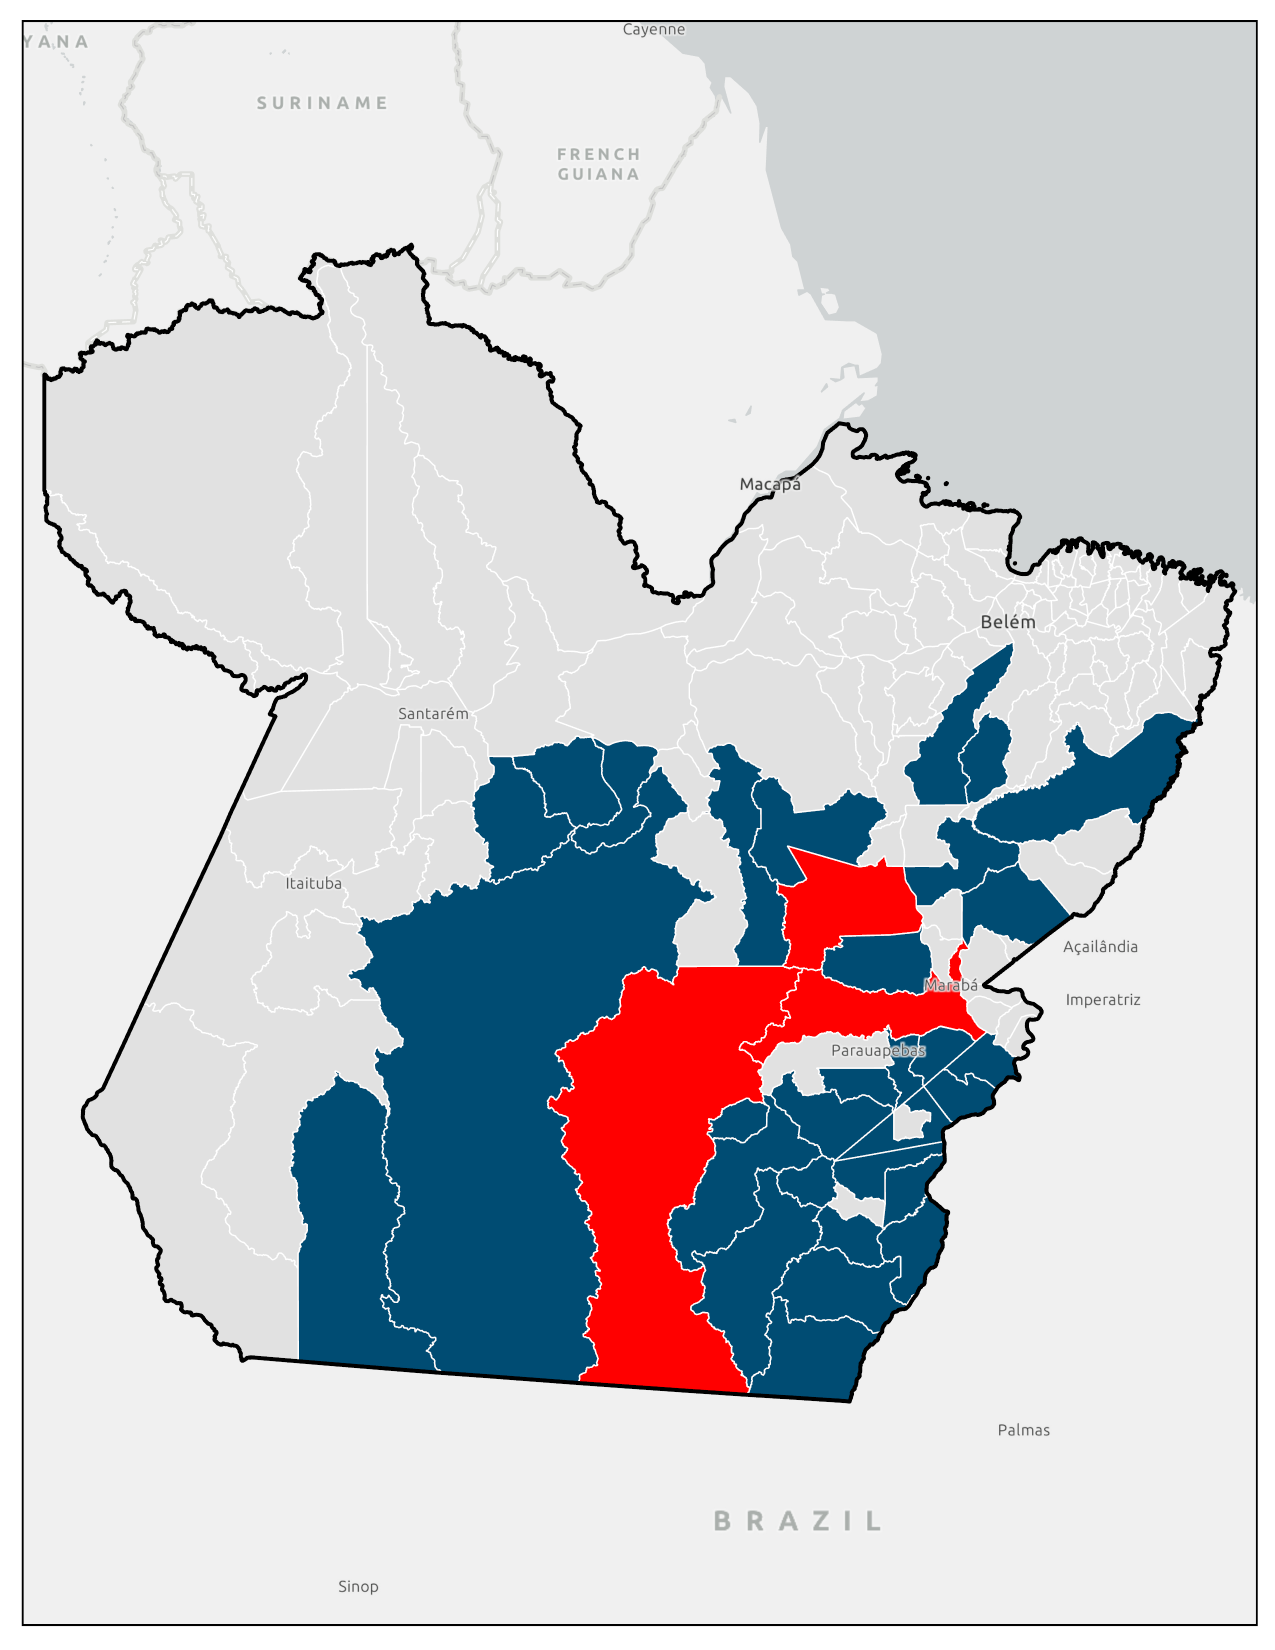 Cayenne
YANA
SURINAME
FRENCH
GUIANA
Macapá
Belém
Santarém
Itaituba
Açailândia
Marabá
Imperatriz
Parauapebas
Palmas
BRAZIL
Sinop